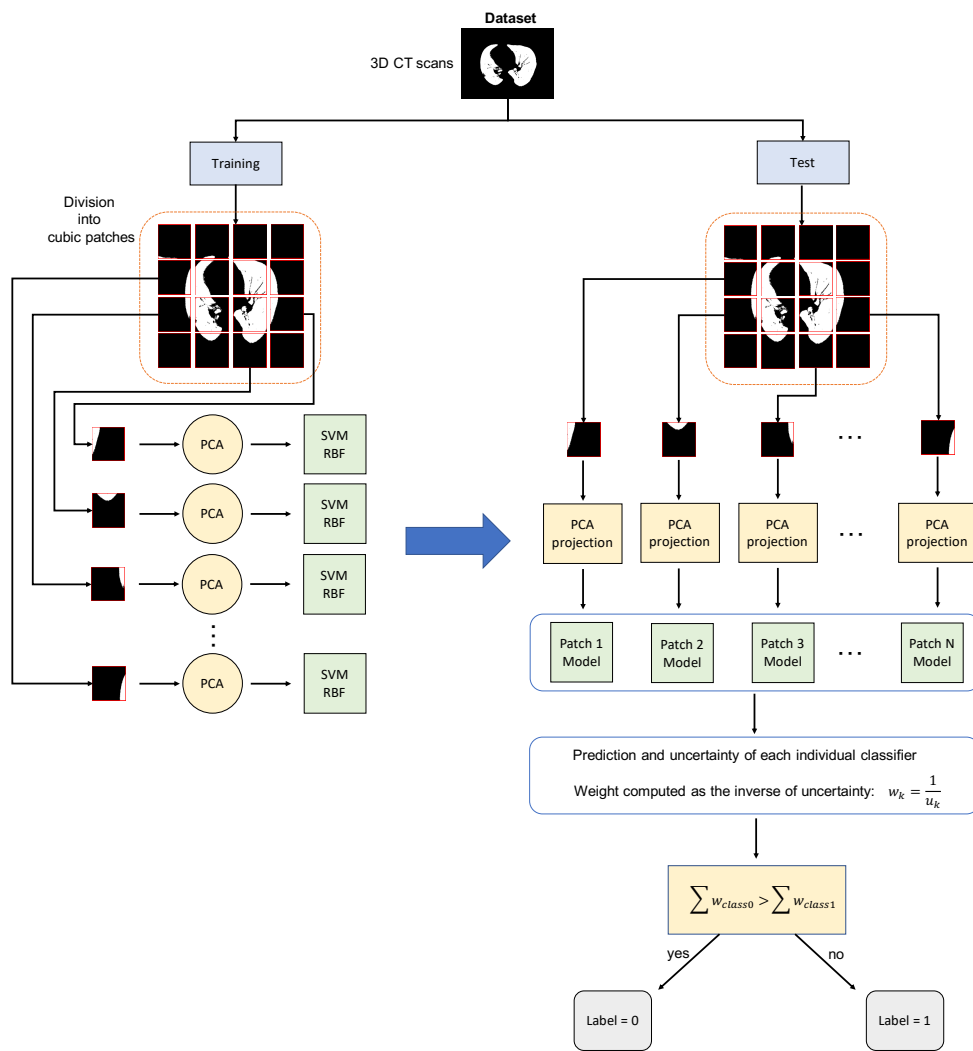 Dataset
3D CT scans
Training
Test
Division
into
cubic patches
PCA
SVM
RBF
PCA
SVM
RBF
PCA
SVM
RBF
...
PCA
SVM
RBF
...
PCA
projection
PCA
projection
PCA
projection
...
PCA
projection
Patch 1
Model
Patch 2
Model
Patch 3
Model
...
Patch N
Model
Prediction and uncertainty of each individual classifier
Weight computed as the inverse of uncertainty: w_k = 1/u_k
∑ w_class0 > ∑ w_class1
yes
no
Label = 0
Label = 1